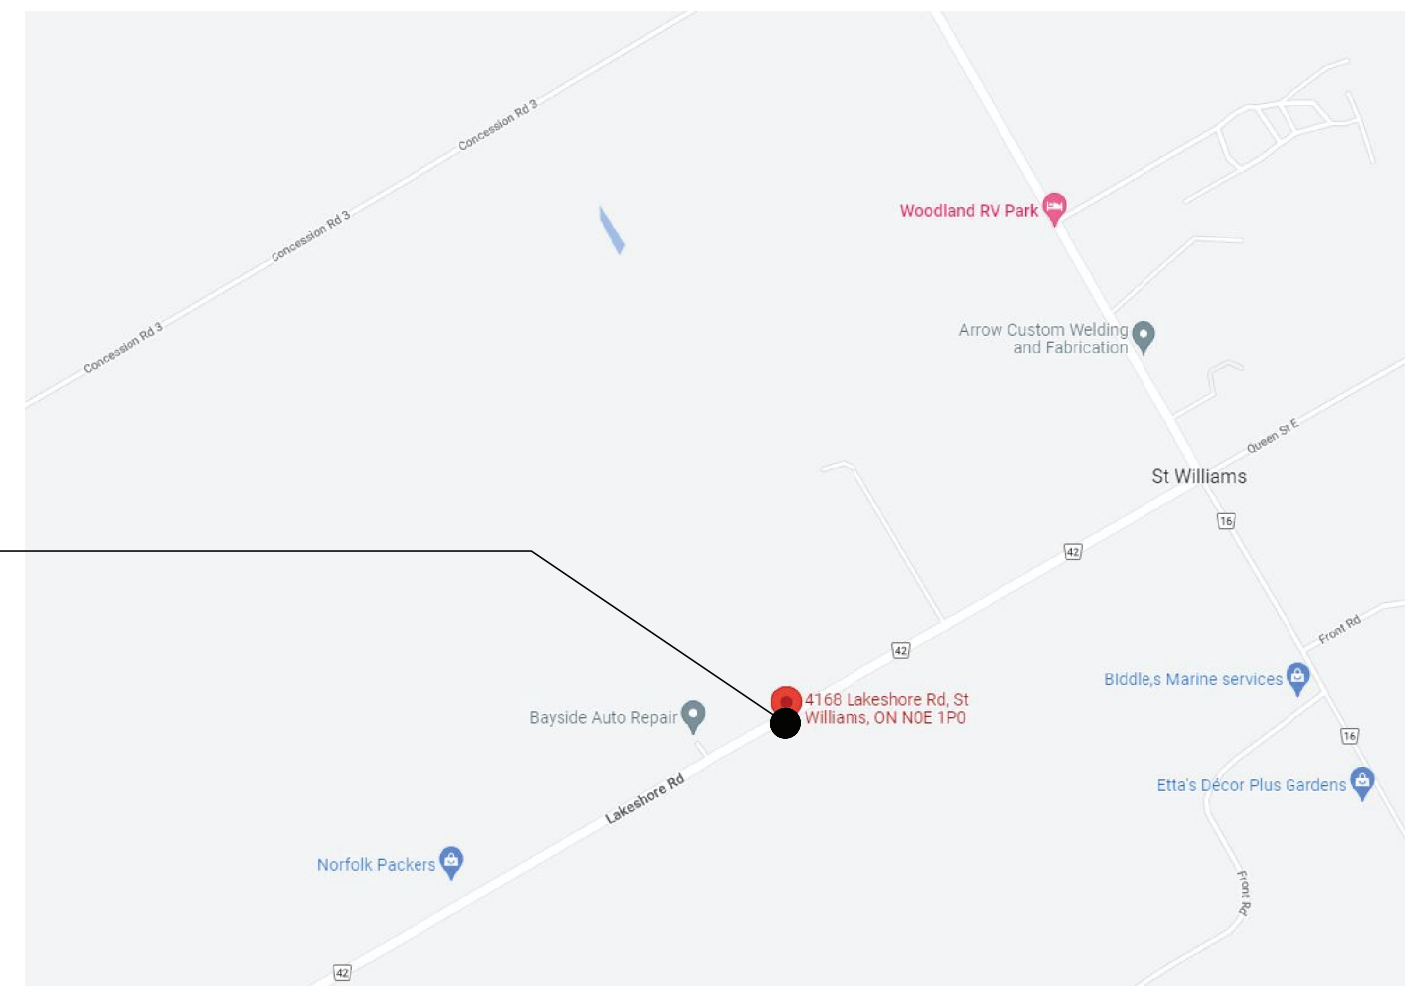 Concession Rd 3
Concession Rd 3
Concession Rd 3
Woodland RV Park
Arrow Custom Welding
and Fabrication
Queen St E
St Williams
16
42
Front Rd
42
Biddle,s Marine services
4168 Lakeshore Rd, St
Williams, ON N0E 1P0
Bayside Auto Repair
16
Lakeshore Rd
Etta's Décor Plus Gardens
Norfolk Packers
Front Rd
42